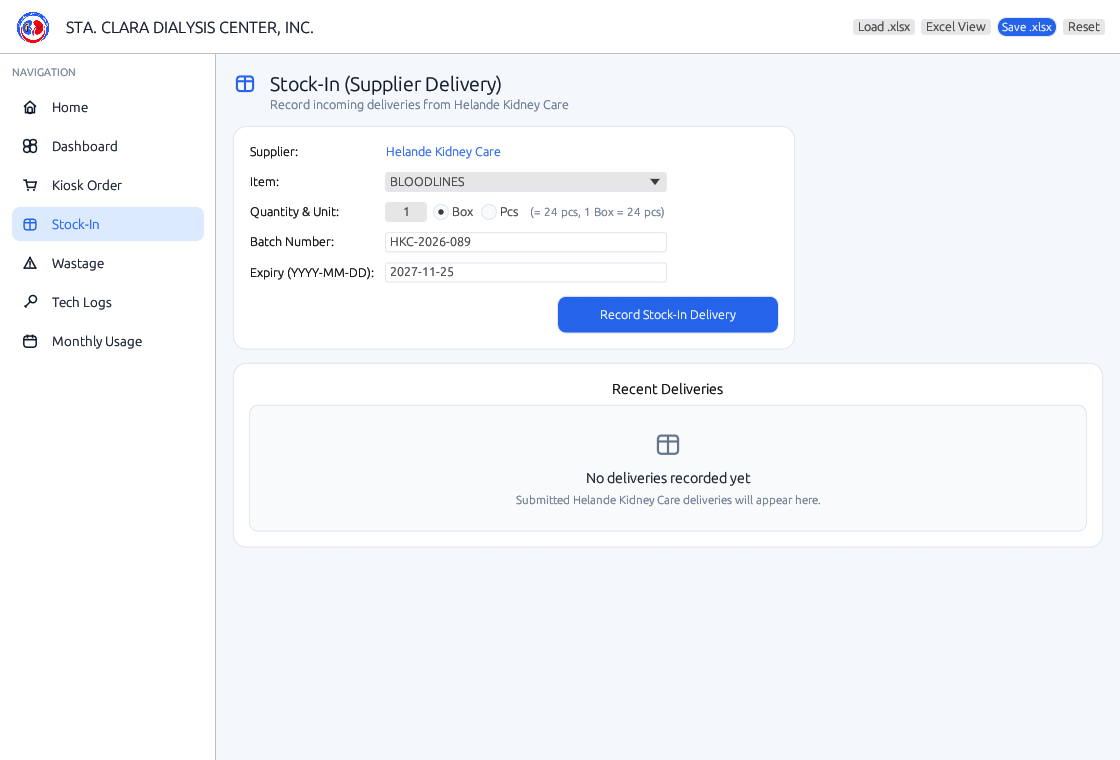 STA. CLARA DIALYSIS CENTER, INC.
Load .xlsx Excel View Save .xlsx Reset
NAVIGATION
Home
Dashboard
Kiosk Order
Stock-In
Wastage
Tech Logs
Monthly Usage
Stock-In (Supplier Delivery)
Record incoming deliveries from Helande Kidney Care
Supplier: Helande Kidney Care
Item: BLOODLINES
Quantity & Unit: 1 Box Pcs (= 24 pcs, 1 Box = 24 pcs)
Batch Number: HKC-2026-089
Expiry (YYYY-MM-DD): 2027-11-25
Record Stock-In Delivery
Recent Deliveries
No deliveries recorded yet
Submitted Helande Kidney Care deliveries will appear here.